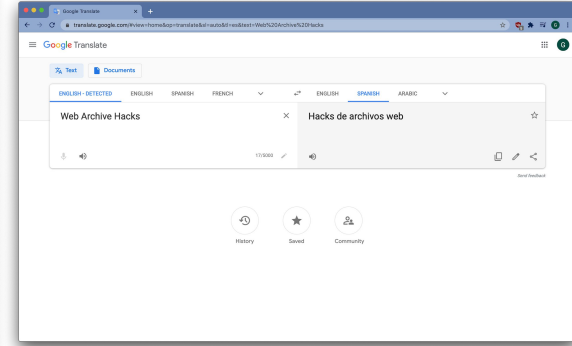 Google Translate
translate.google.com/#view=home&op=translate&sl=auto&tl=es&text=Web%20Archive%20Hacks
G
Google Translate
G
Text
Documents
ENGLISH - DETECTED ENGLISH SPANISH FRENCH
ENGLISH SPANISH ARABIC
Web Archive Hacks
Hacks de archivos web
17/5000
Send feedback
History
Saved
Community